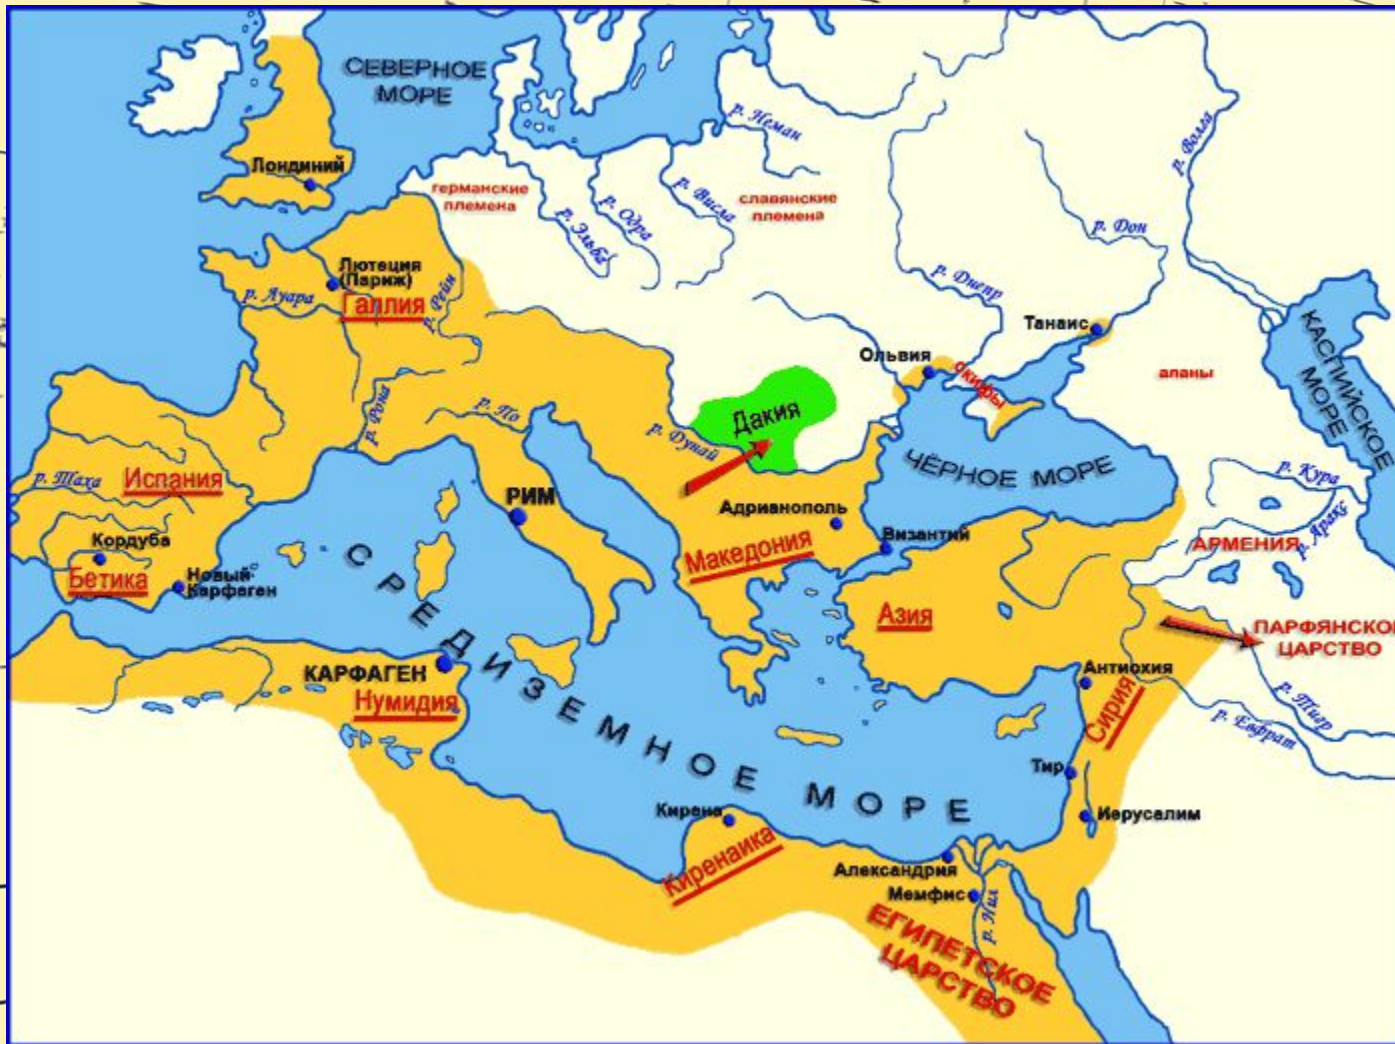 СЕВЕРНОЕ
МОРЕ
р. Неман
р. Волга
Лондиний
германские
племена
р. Эльба
р. Одра
р. Висла
славянские
племена
р. Дон
Лютеция
(Париж)
р. Луара
Галлия
р. Рейн
р. Днепр
Танаис
Ольвия
скифы
аланы
КАСПИЙСКОЕ
МОРЕ
р. Рона
р. По
Дакия
р. Дунай
ЧЁРНОЕ МОРЕ
р. Таха
Испания
РИМ
Адрианополь
Византий
р. Кура
р. Аракс
АРМЕНИЯ
Кордуба
Бетика
Новый
Карфаген
Македония
Азия
ПАРФЯНСКОЕ
ЦАРСТВО
СРЕДИЗЕМНОЕ МОРЕ
КАРФАГЕН
Нумидия
Антиохия
Сирия
р. Тигр
р. Евфрат
Тир
Кирена
Киренаика
Иерусалим
Александрия
Мемфис
р. Нил
ЕГИПЕТСКОЕ
ЦАРСТВО